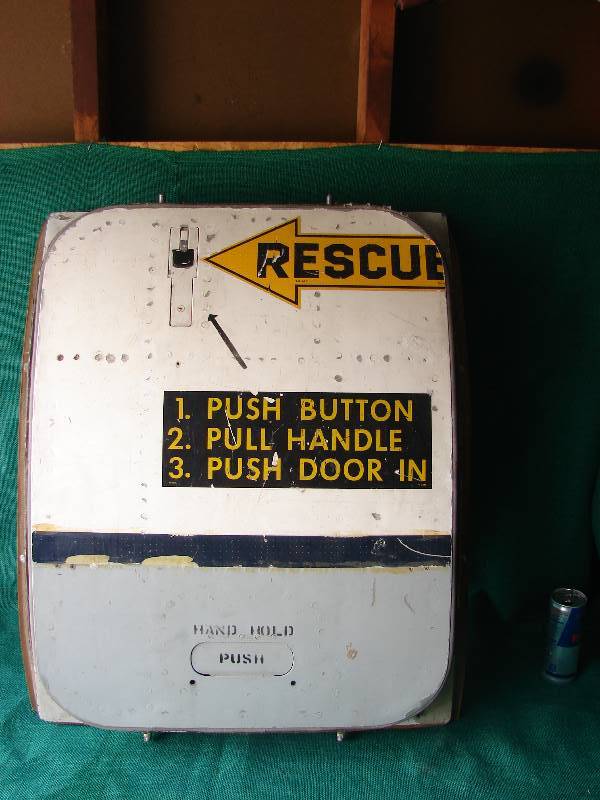 RESCUE
1. PUSH BUTTON
2. PULL HANDLE
3. PUSH DOOR IN
HAND HOLD
PUSH